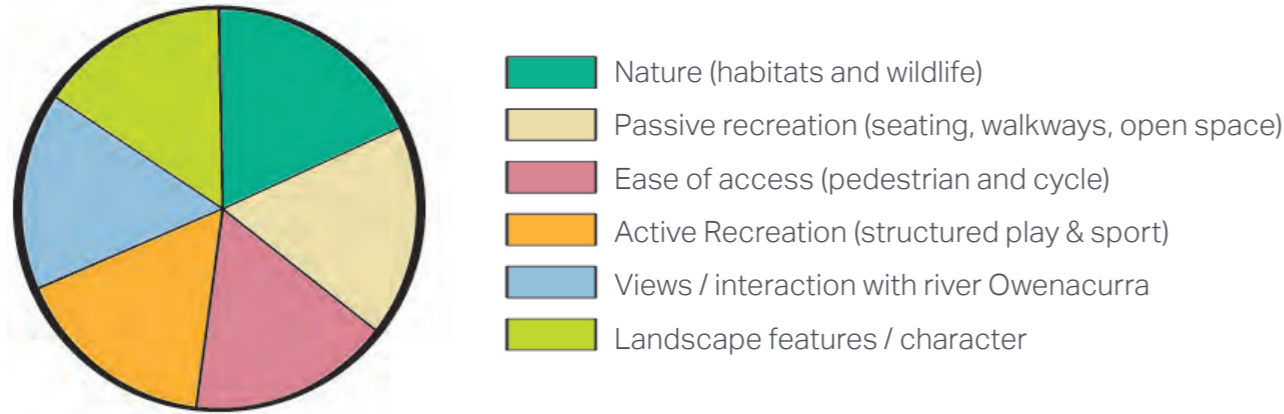 Nature (habitats and wildlife)
Passive recreation (seating, walkways, open space)
Ease of access (pedestrian and cycle)
Active Recreation (structured play & sport)
Views / interaction with river Owenacurra
Landscape features / character